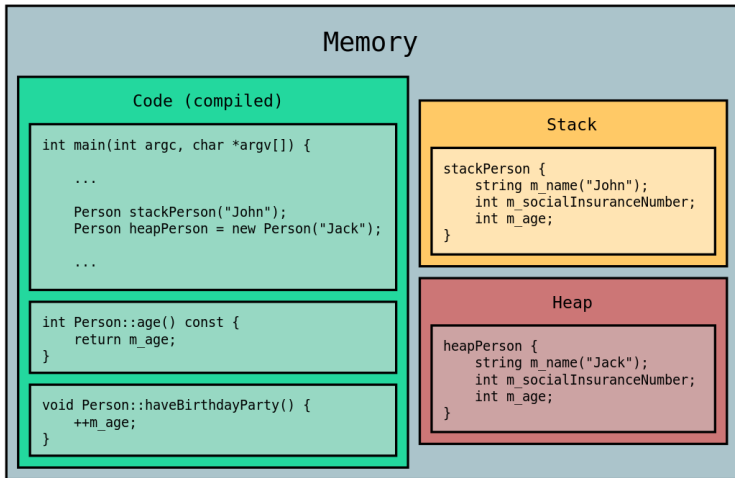 Memory
Code (compiled)
int main(int argc, char *argv[]) {
...
Person stackPerson("John");
Person heapPerson = new Person("Jack");
...
int Person::age() const {
return m_age;
}
void Person::haveBirthdayParty() {
++m_age;
}
Stack
stackPerson {
string m_name("John");
int m_socialInsuranceNumber;
int m_age;
}
Heap
heapPerson {
string m_name("Jack");
int m_socialInsuranceNumber;
int m_age;
}